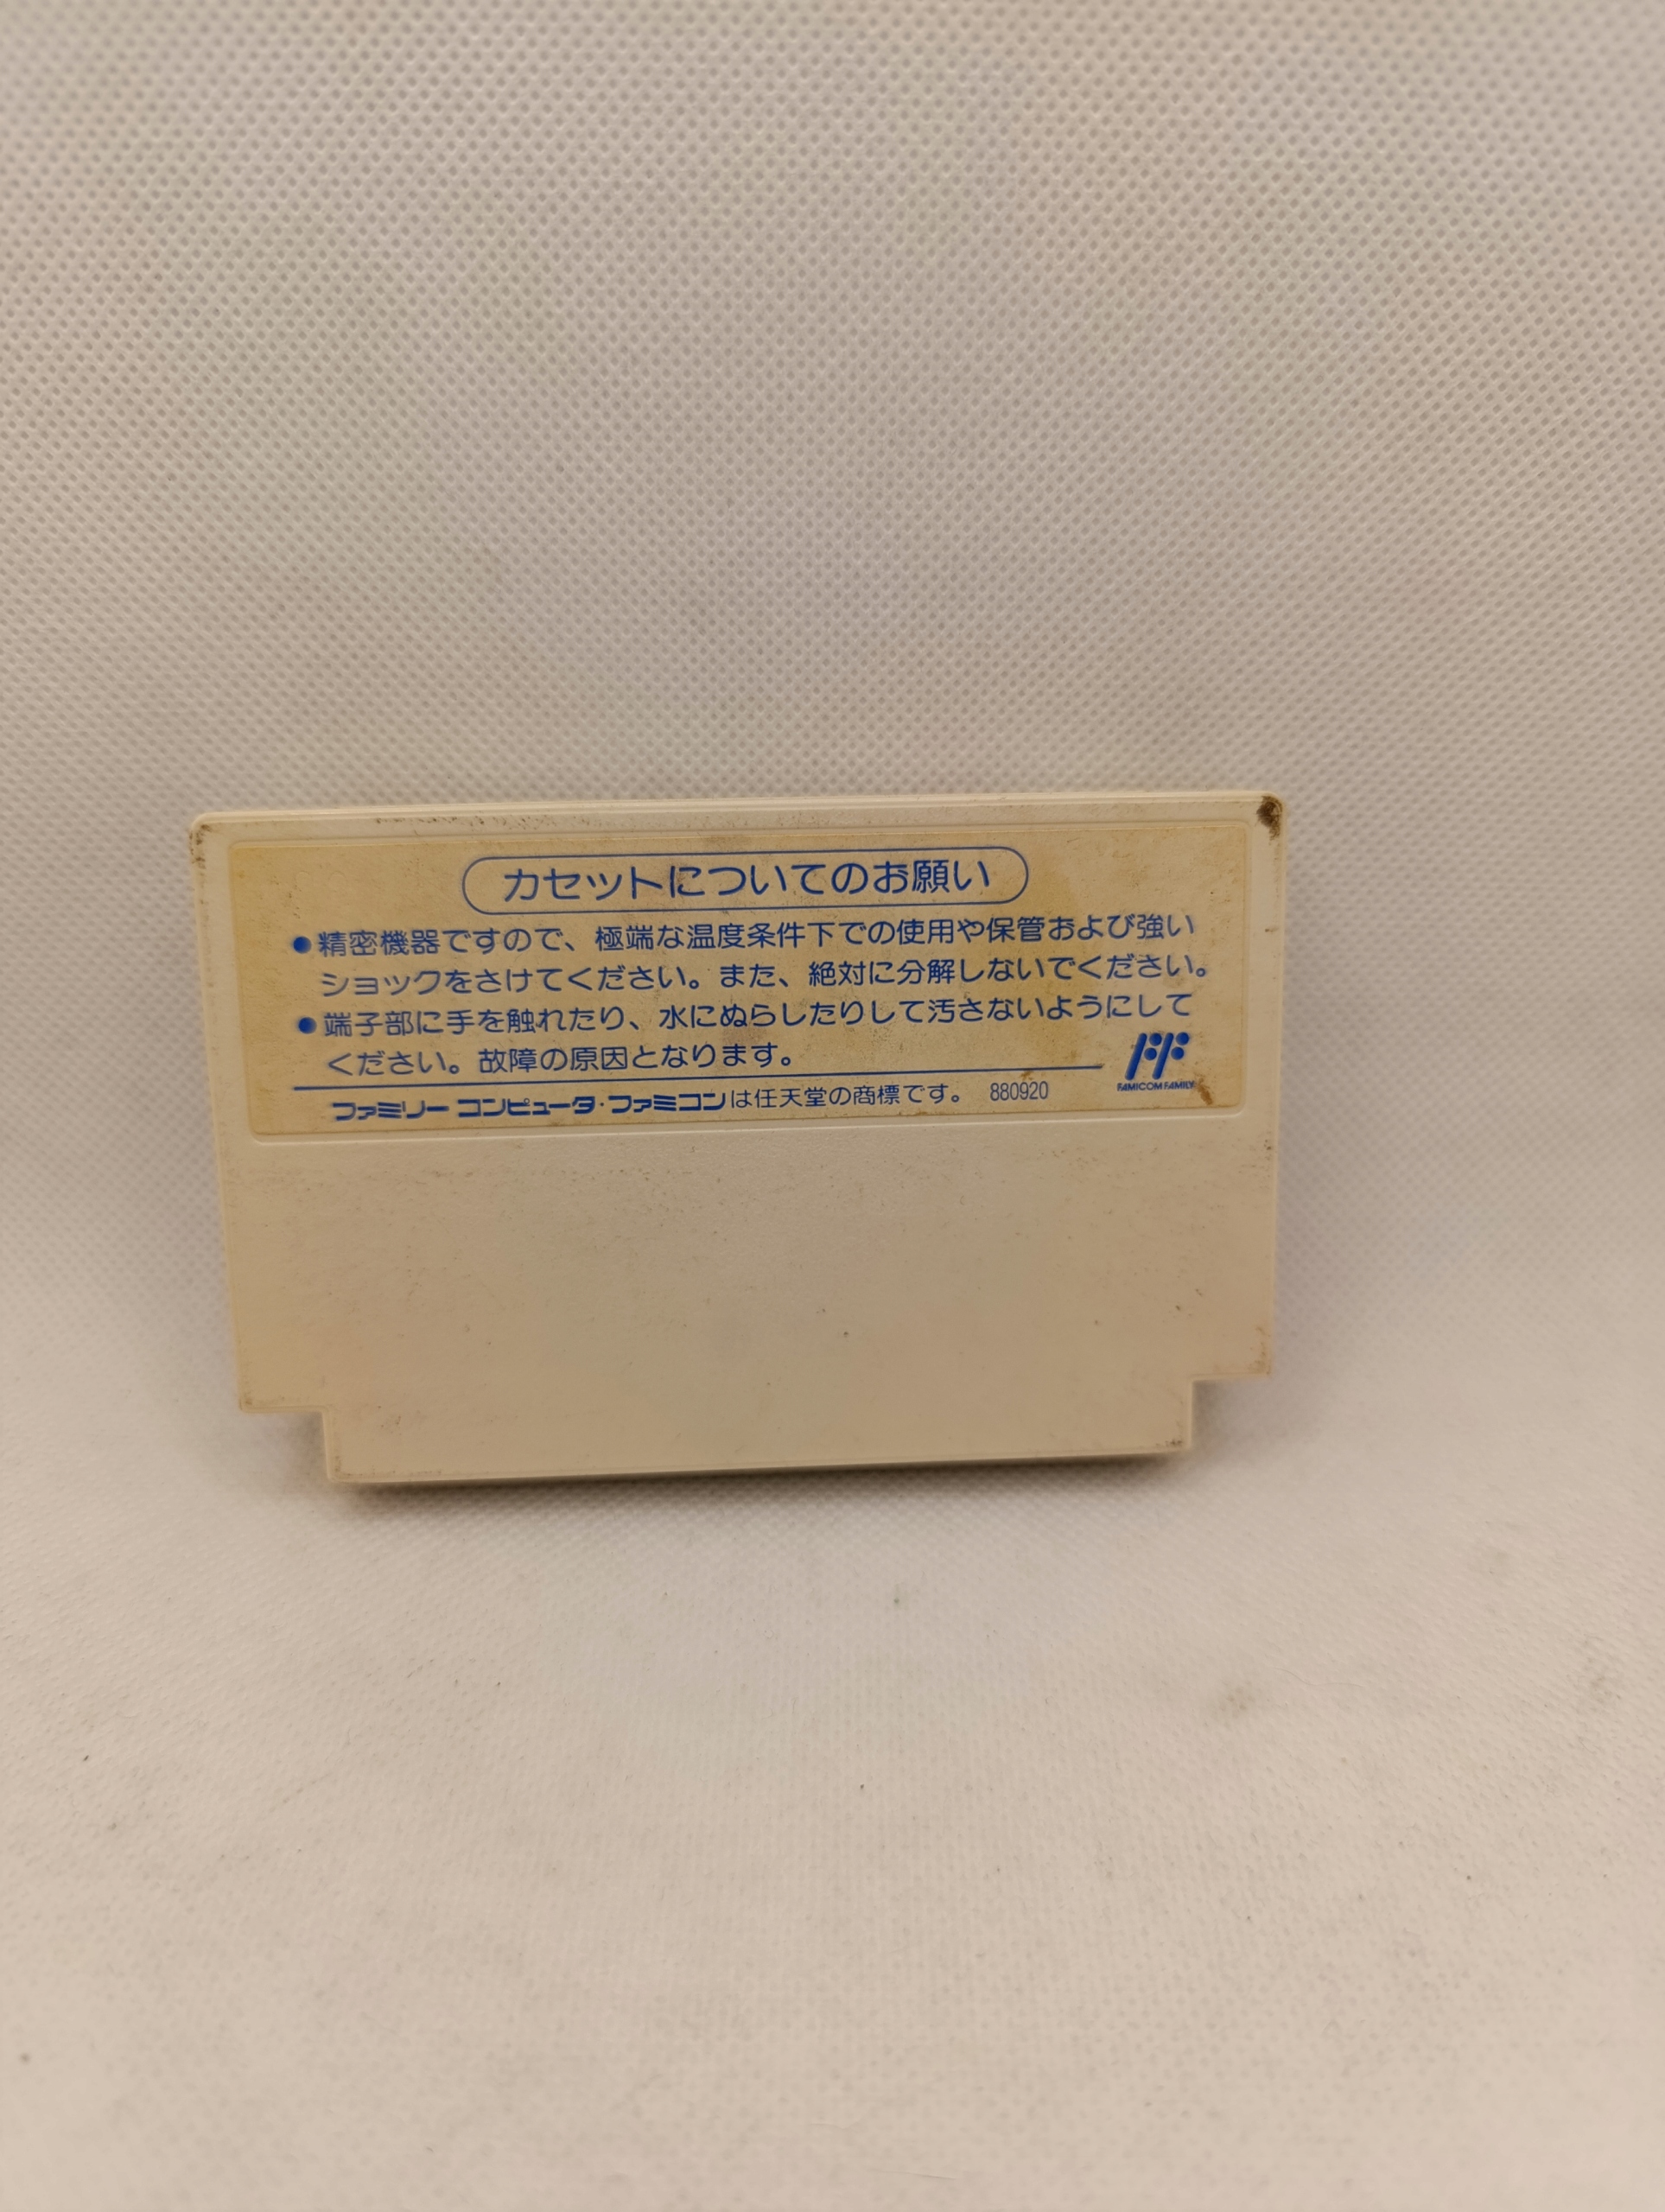 カセットについてのお願い
●精密機器ですので、極端な温度条件下での使用や保管および強い
ショックをさけてください。また、絶対に分解しないでください。
●端子部に手を触れたり、水にぬらしたりして汚さないようにして
ください。故障の原因となります。
FAMICOM FAMILY
ファミリー コンピュータ・ファミコンは任天堂の商標です。 880920